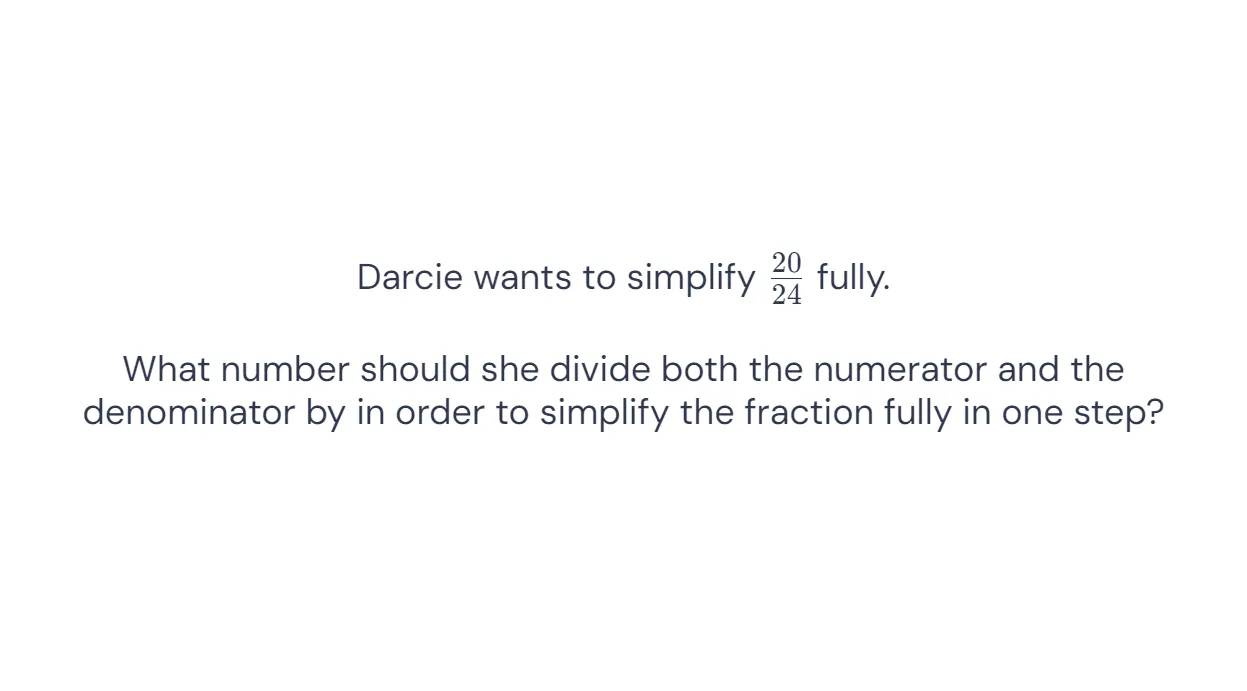 Darcie wants to simplify 20/24 fully.
What number should she divide both the numerator and the
denominator by in order to simplify the fraction fully in one step?